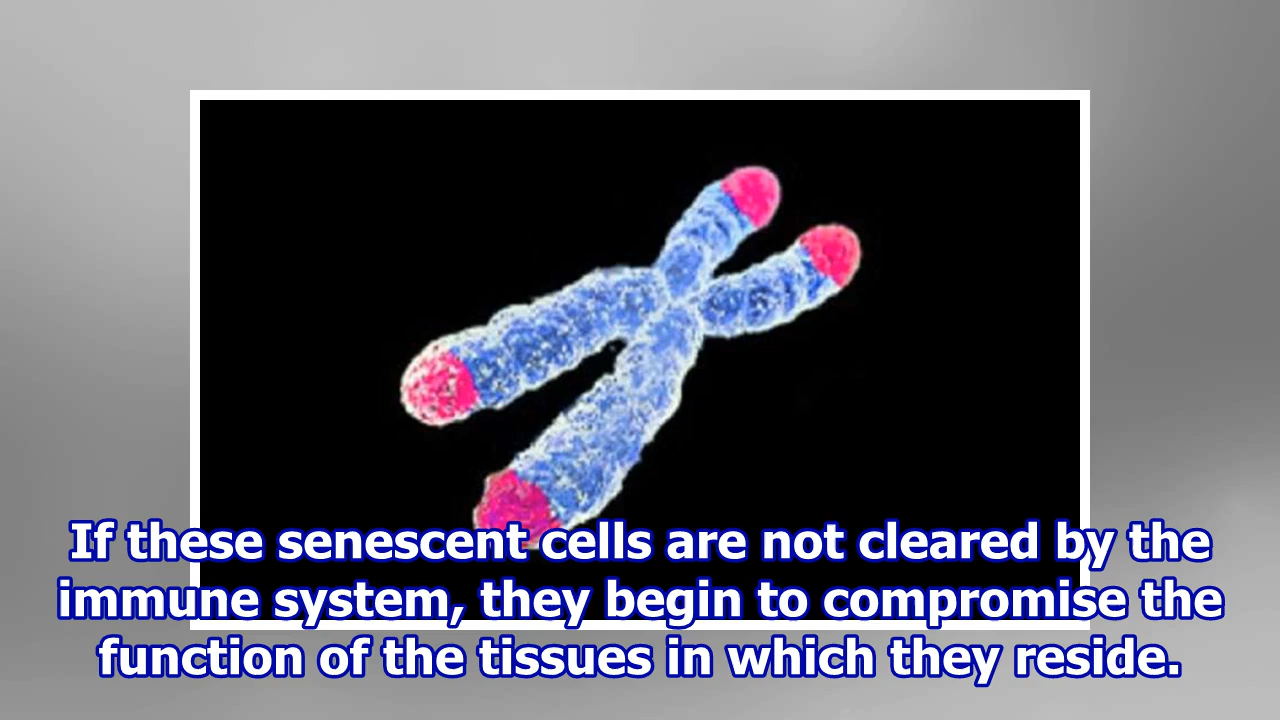 If these senescent cells are not cleared by the
immune system, they begin to compromise the
function of the tissues in which they reside.